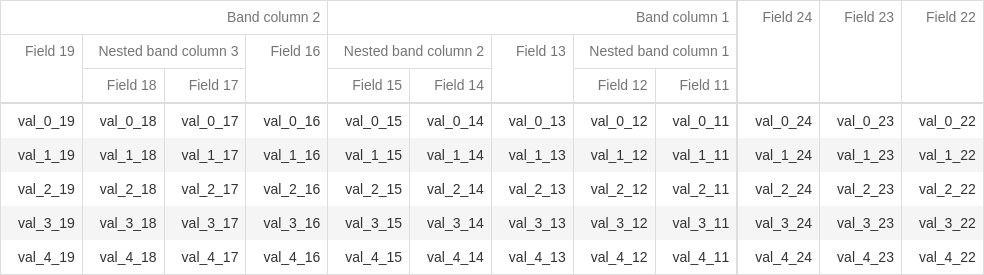 Band column 2 Band column 1 Field 24 Field 23 Field 22
Field 19 Nested band column 3 Field 16 Nested band column 2 Field 13 Nested band column 1
Field 18 Field 17 Field 15 Field 14 Field 12 Field 11
val_0_19 val_0_18 val_0_17 val_0_16 val_0_15 val_0_14 val_0_13 val_0_12 val_0_11 val_0_24 val_0_23 val_0_22
val_1_19 val_1_18 val_1_17 val_1_16 val_1_15 val_1_14 val_1_13 val_1_12 val_1_11 val_1_24 val_1_23 val_1_22
val_2_19 val_2_18 val_2_17 val_2_16 val_2_15 val_2_14 val_2_13 val_2_12 val_2_11 val_2_24 val_2_23 val_2_22
val_3_19 val_3_18 val_3_17 val_3_16 val_3_15 val_3_14 val_3_13 val_3_12 val_3_11 val_3_24 val_3_23 val_3_22
val_4_19 val_4_18 val_4_17 val_4_16 val_4_15 val_4_14 val_4_13 val_4_12 val_4_11 val_4_24 val_4_23 val_4_22